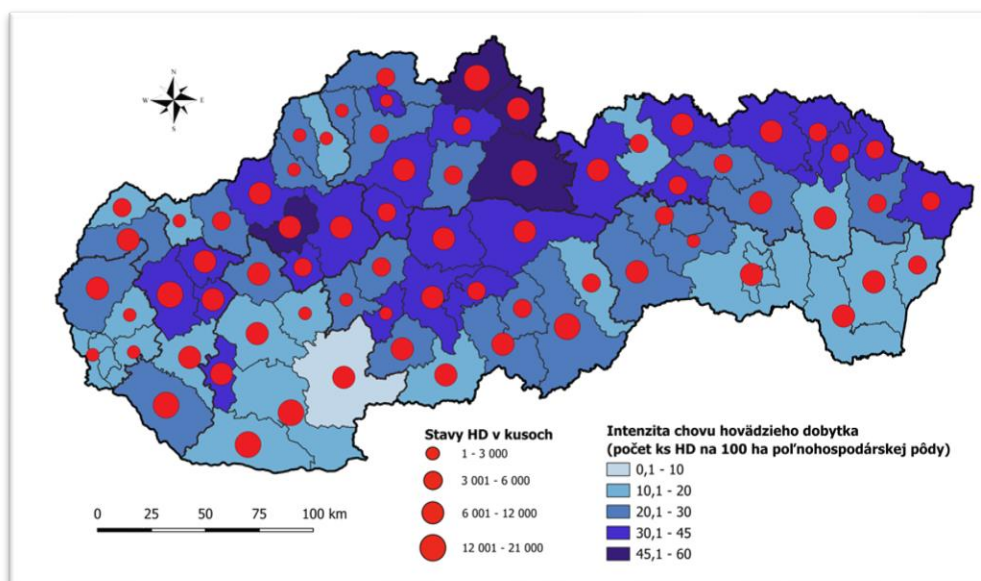 N
W E
S
Stavy HD v kusoch
1 - 3 000
3 001 - 6 000
6 001 - 12 000
12 001 - 21 000
Intenzita chovu hovädzieho dobytka
(počet ks HD na 100 ha poľnohospodárskej pôdy)
0,1 - 10
10,1 - 20
20,1 - 30
30,1 - 45
45,1 - 60
0 25 50 75 100 km